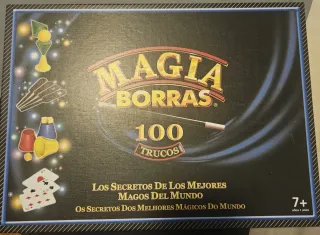 MAGIA
BORRAS
100
TRUCOS
LOS SECRETOS DE LOS MEJORES
MAGOS DEL MUNDO
OS SECRETOS DOS MELHORES MÁGICOS DO MUNDO
7+